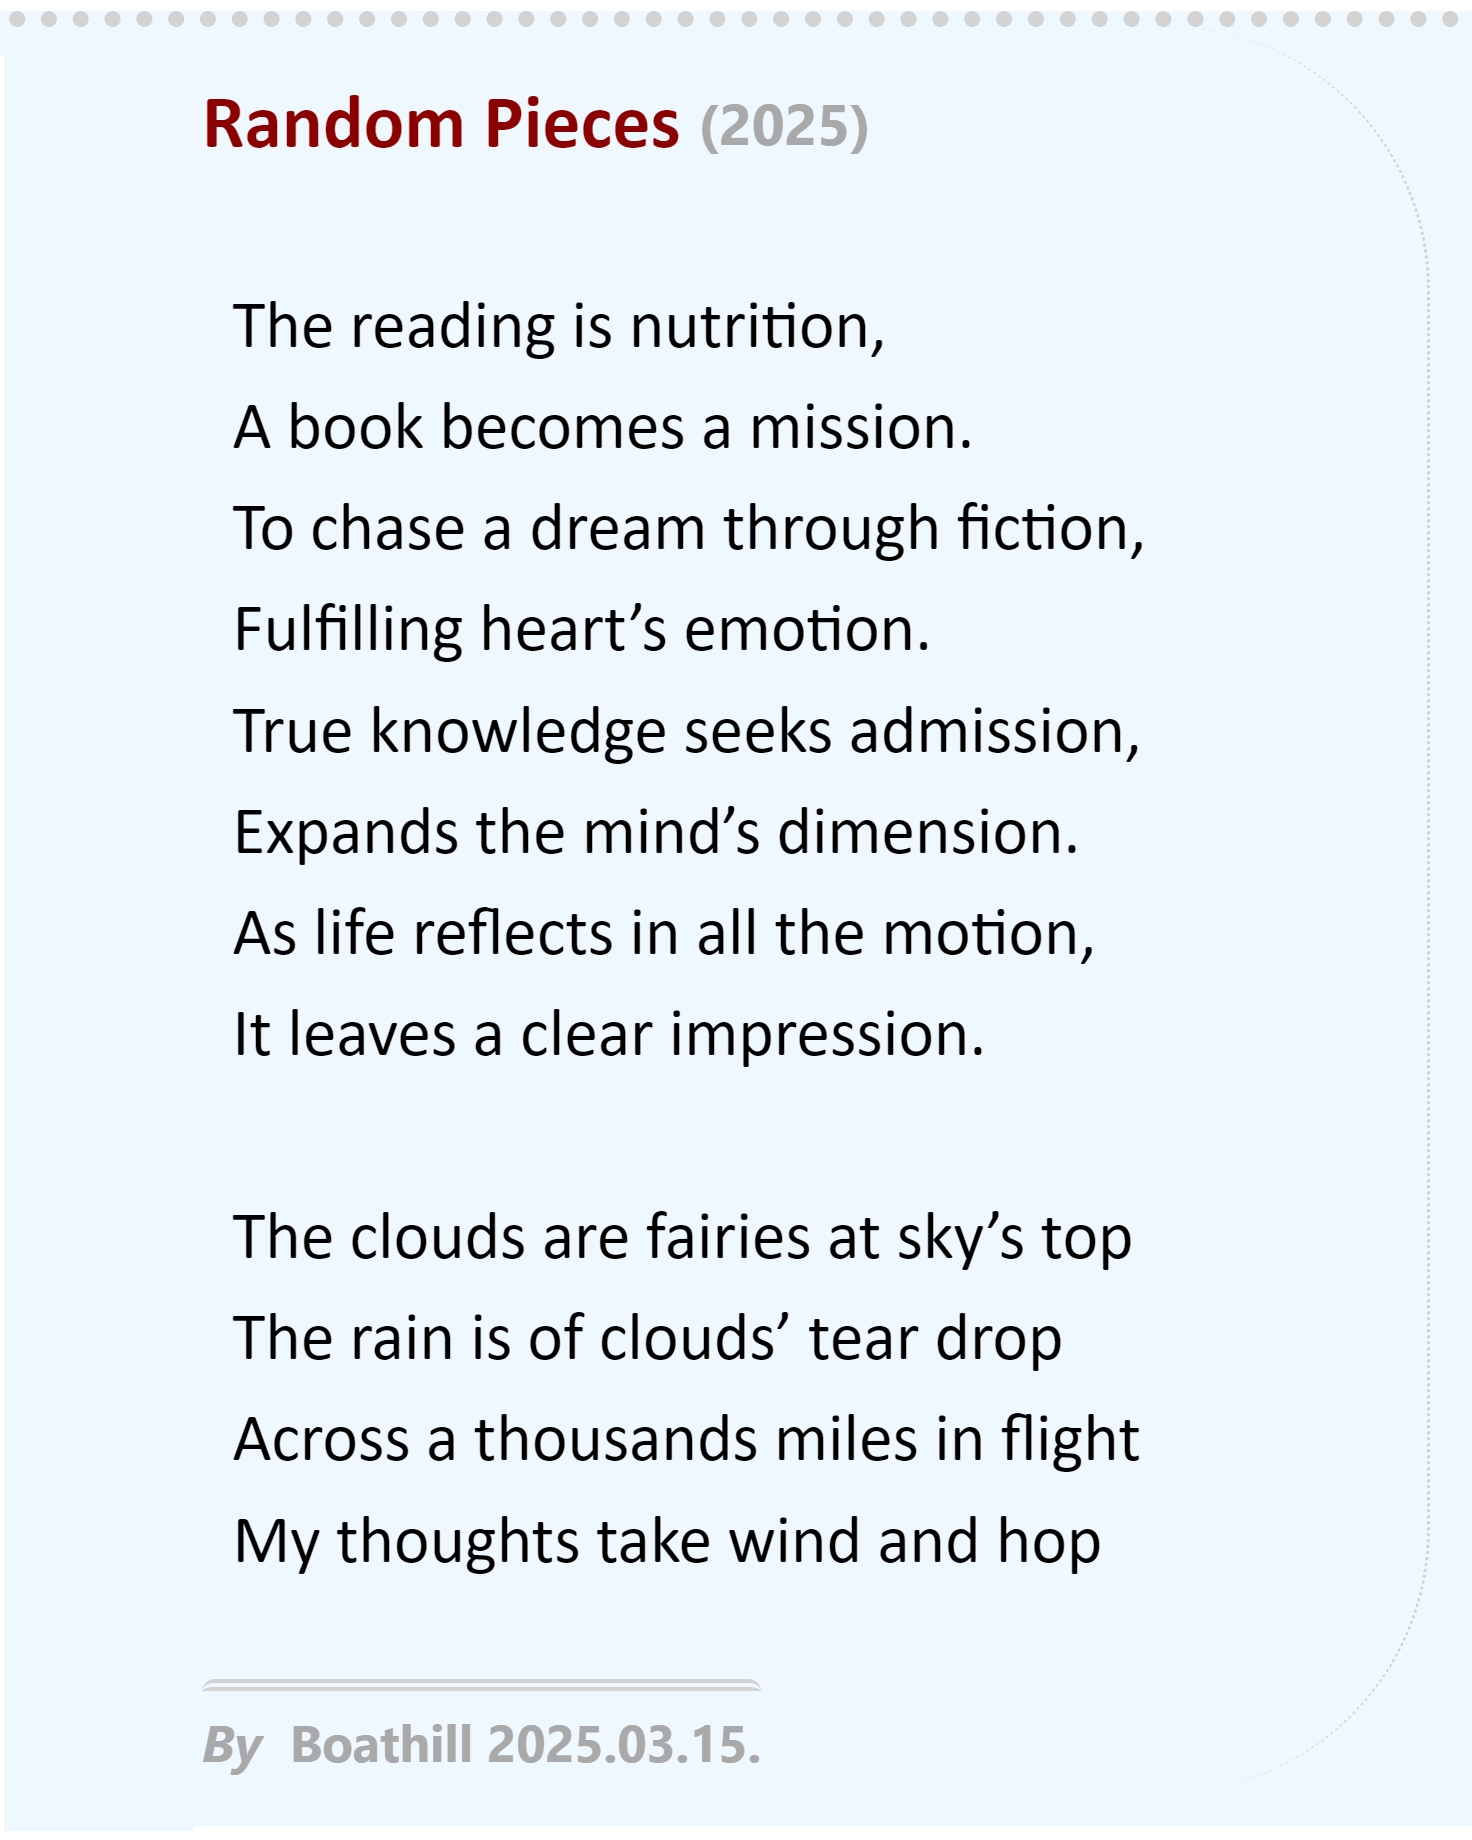 Random Pieces (2025)
The reading is nutrition,
A book becomes a mission.
To chase a dream through fiction,
Fulfilling heart’s emotion.
True knowledge seeks admission,
Expands the mind’s dimension.
As life reflects in all the motion,
It leaves a clear impression.
The clouds are fairies at sky’s top
The rain is of clouds’ tear drop
Across a thousands miles in flight
My thoughts take wind and hop
By Boathill 2025.03.15.